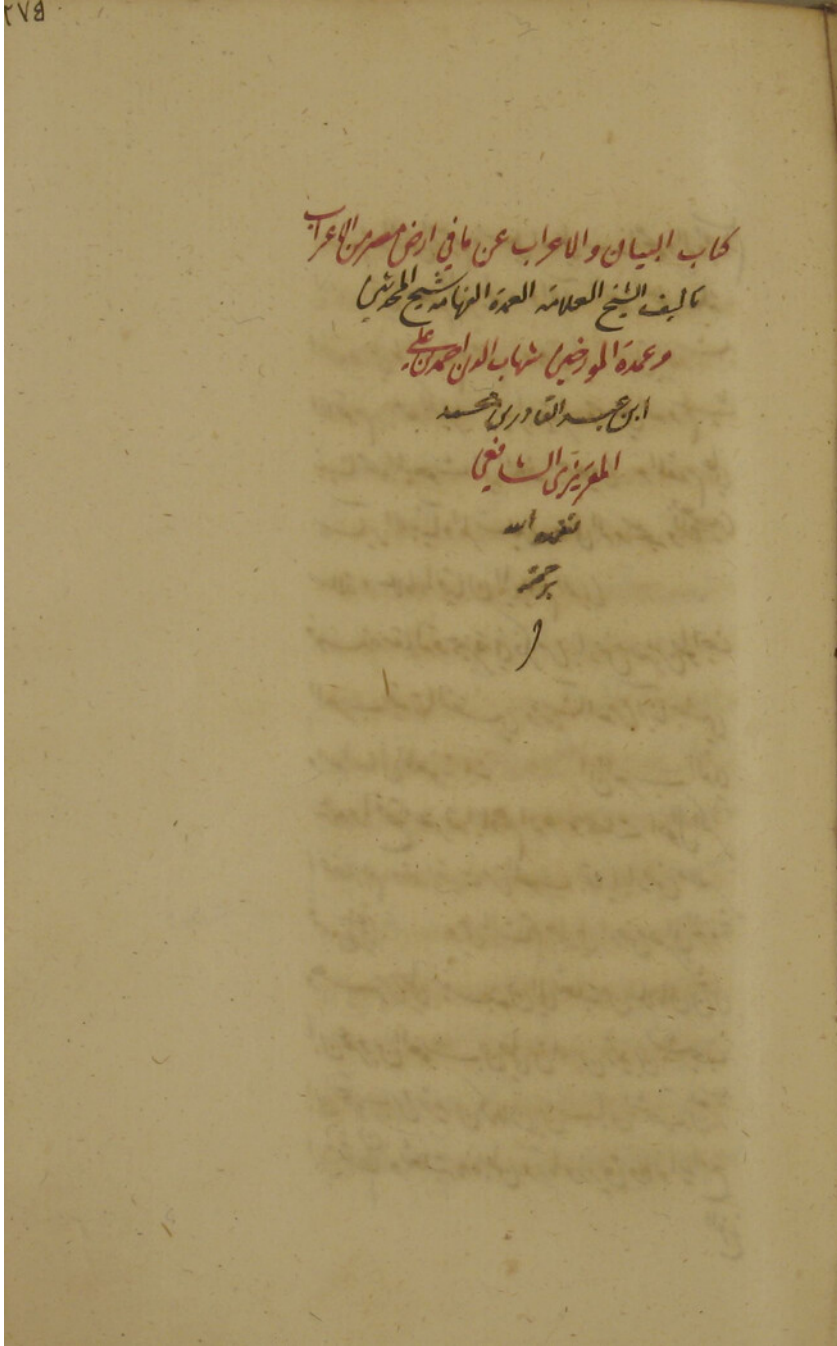 ٢٧٥
كتاب البيان والاعراب عن ما في ارض مصر من الاعراب
تاليف الشيخ العلامة العمدة الفهامة شيخ المحدثين
وعمدة المورخين شهاب الدين احمد بن علي
ابن عبد القادر بن محمد
المقريزي الشافعي
تغمده الله
برحمته